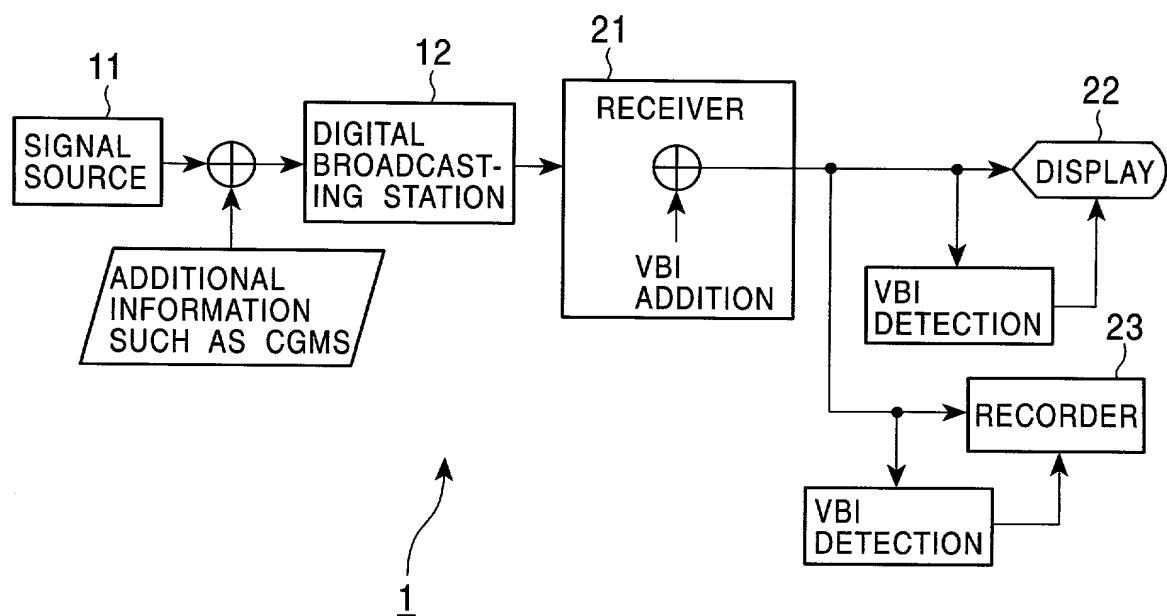 11
SIGNAL
SOURCE
12
DIGITAL
BROADCAST-
ING STATION
ADDITIONAL
INFORMATION
SUCH AS CGMS
21
RECEIVER
VBI
ADDITION
22
DISPLAY
VBI
DETECTION
23
RECORDER
VBI
DETECTION
1